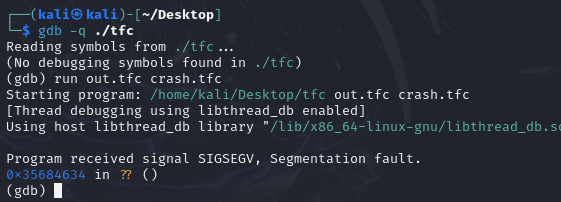 ┌──(kali㉿kali)-[~/Desktop]
└─$ gdb -q ./tfc
Reading symbols from ./tfc...
(No debugging symbols found in ./tfc)
(gdb) run out.tfc crash.tfc
Starting program: /home/kali/Desktop/tfc out.tfc crash.tfc
[Thread debugging using libthread_db enabled]
Using host libthread_db library "/lib/x86_64-linux-gnu/libthread_db.so
Program received signal SIGSEGV, Segmentation fault.
0x35684634 in ?? ()
(gdb)